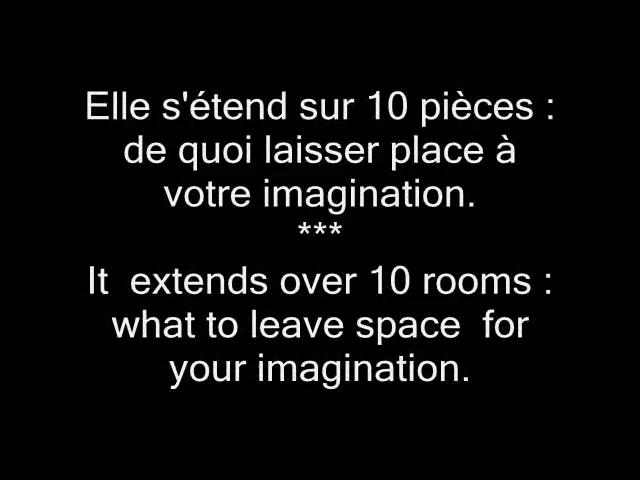 Elle s'étend sur 10 pièces :
de quoi laisser place à
votre imagination.
***
It  extends over 10 rooms :
what to leave space  for
your imagination.